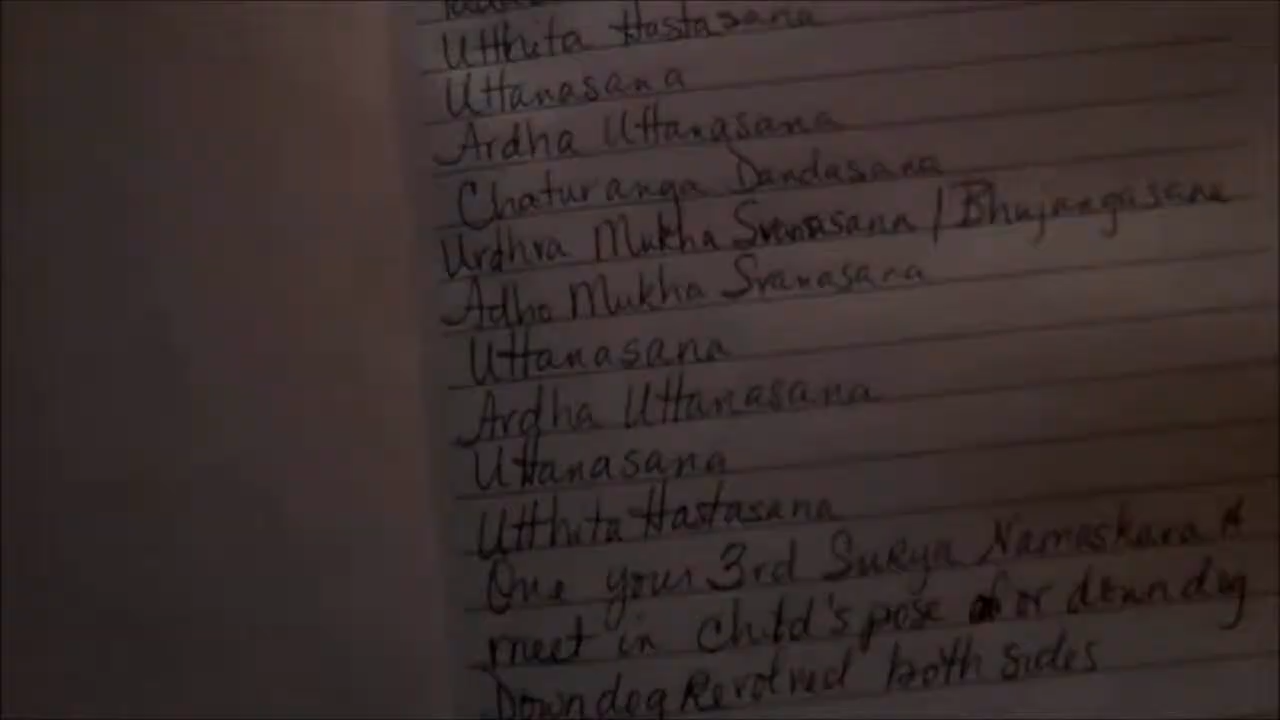 Utthita Hastasana
Uttanasana
Ardha Uttanasana
Chaturanga Dandasana
Urdhva Mukha Svanasana / Bhujangasana
Adho Mukha Svanasana
Uttanasana
Ardha Uttanasana
Uttanasana
Utthita Hastasana
One your 3rd Surya Namaskara A
meet in Child's pose or downdog
Downdog Revolved both sides